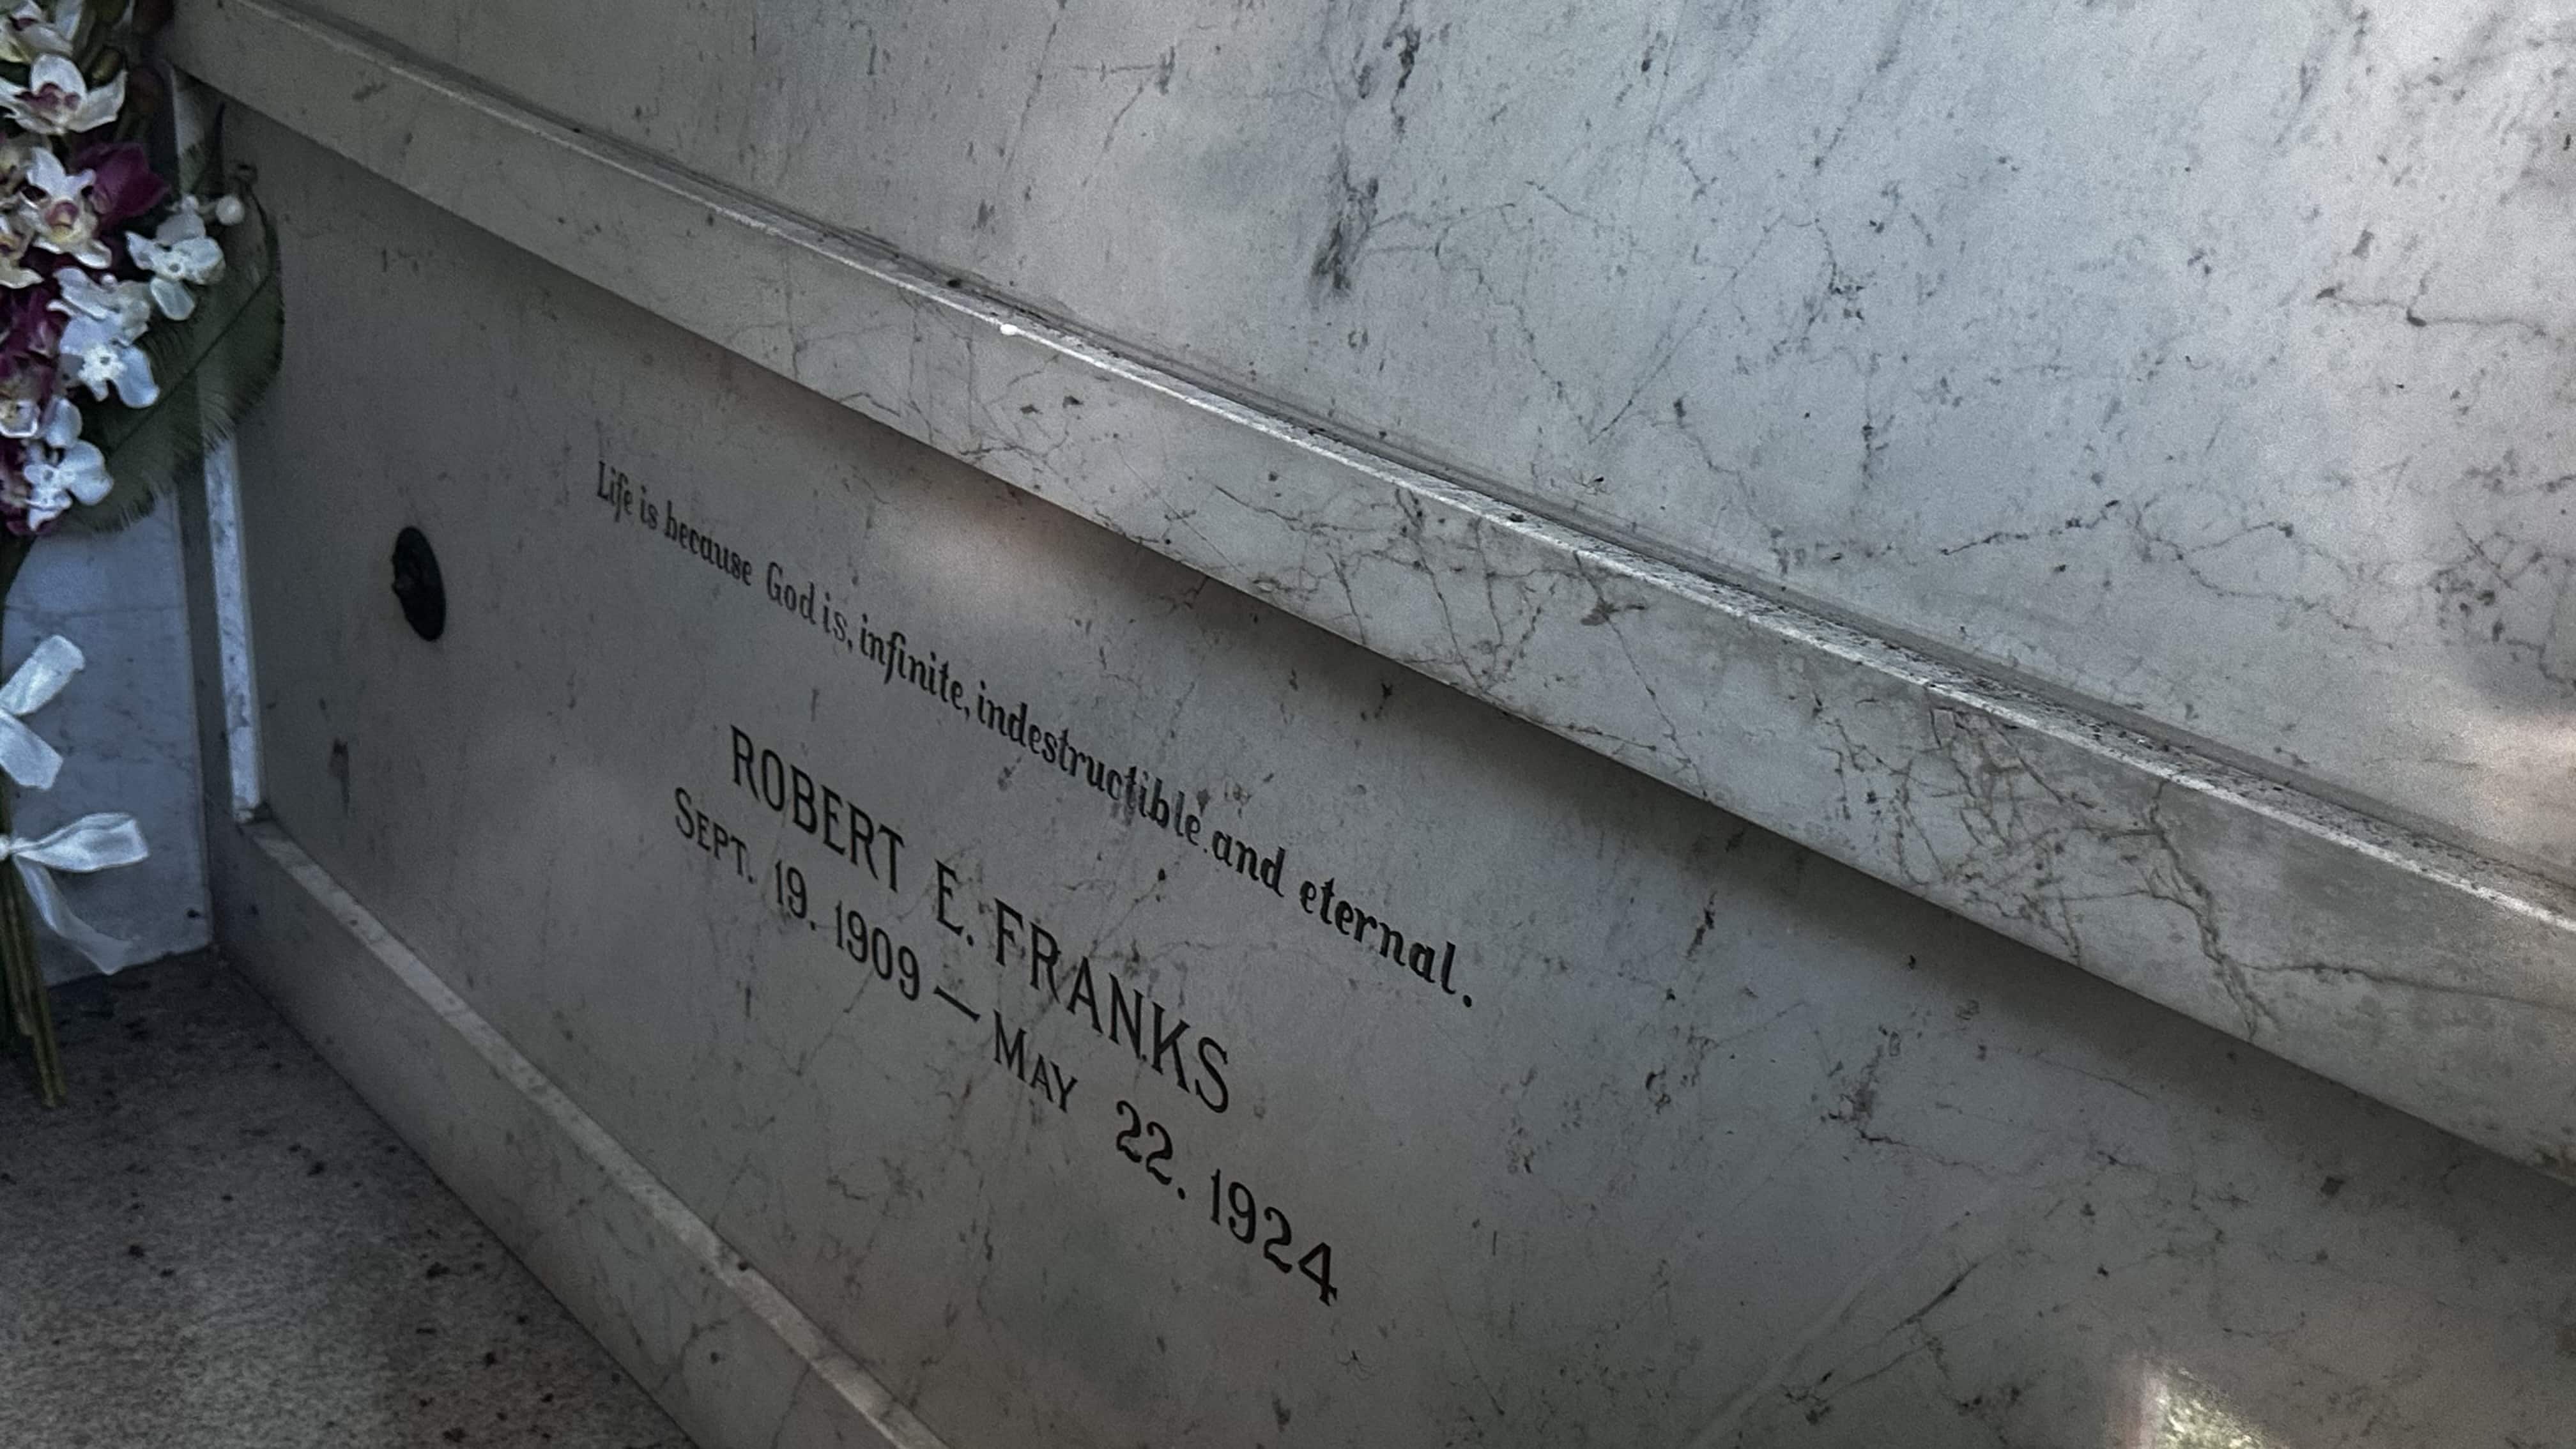 Life is because God is, infinite, indestructible and eternal.
ROBERT E. FRANKS
SEPT. 19. 1909 — MAY 22. 1924